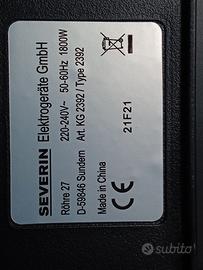 SEVERIN Elektrogeräte GmbH
Röhre 27 220-240V~ 50-60Hz 1800W
D-59846 Sundern Art. KG 2392 / Type 2392
Made in China
CE
21F21
subito